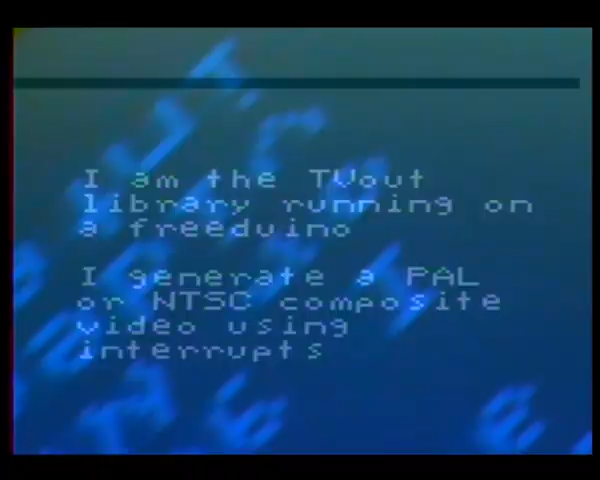 I am the TVout
library running on
a freeduino
I generate a PAL
or NTSC composite
video using
interrupts